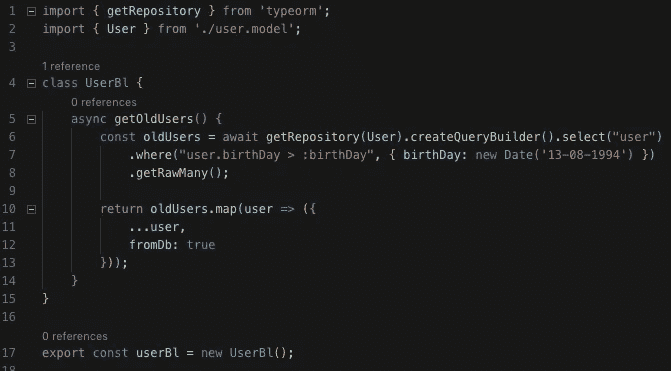 1 import { getRepository } from 'typeorm';
2 import { User } from './user.model';
3
1 reference
4 class UserBl {
0 references
5 async getOldUsers() {
6 const oldUsers = await getRepository(User).createQueryBuilder().select("user")
7 .where("user.birthDay > :birthDay", { birthDay: new Date('13-08-1994') })
8 .getRawMany();
9
10 return oldUsers.map(user => ({
11 ...user,
12 fromDb: true
13 }));
14 }
15 }
16
0 references
17 export const userBl = new UserBl();
18